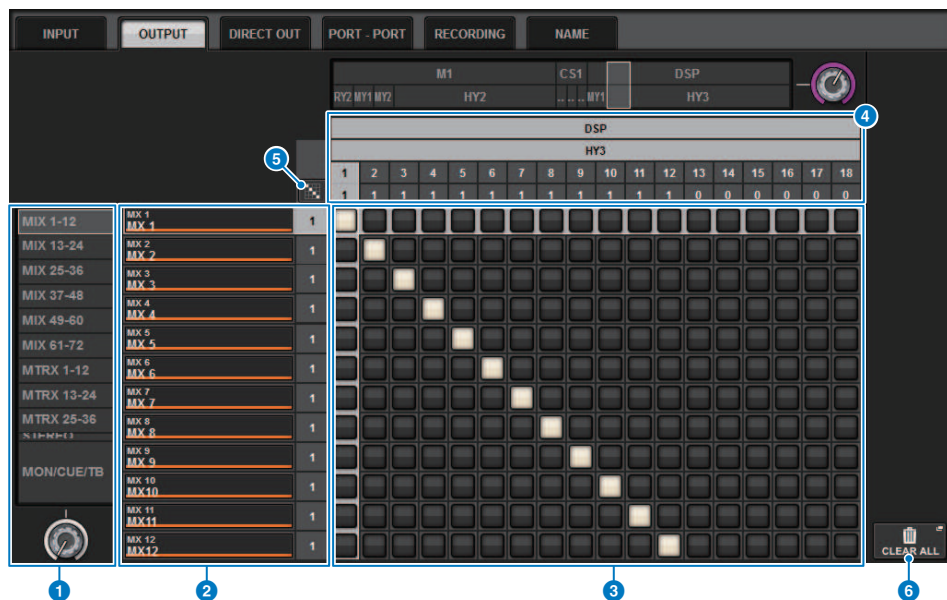 INPUT OUTPUT DIRECT OUT PORT - PORT RECORDING NAME
M1 CS1 DSP
RY2 MY1 MY2 HY2 .. .. .. MY1 HY3
4
DSP
HY3
5
1 2 3 4 5 6 7 8 9 10 11 12 13 14 15 16 17 18
1 1 1 1 1 1 1 1 1 1 1 1 0 0 0 0 0 0
MIX 1-12
MIX 13-24
MIX 25-36
MIX 37-48
MIX 49-60
MIX 61-72
MTRX 1-12
MTRX 13-24
MTRX 25-36
STEREO
MON/CUE/TB
MX 1
MX 1 1
MX 2
MX 2 1
MX 3
MX 3 1
MX 4
MX 4 1
MX 5
MX 5 1
MX 6
MX 6 1
MX 7
MX 7 1
MX 8
MX 8 1
MX 9
MX 9 1
MX 10
MX10 1
MX 11
MX11 1
MX 12
MX12 1
CLEAR ALL
1 2 3 6